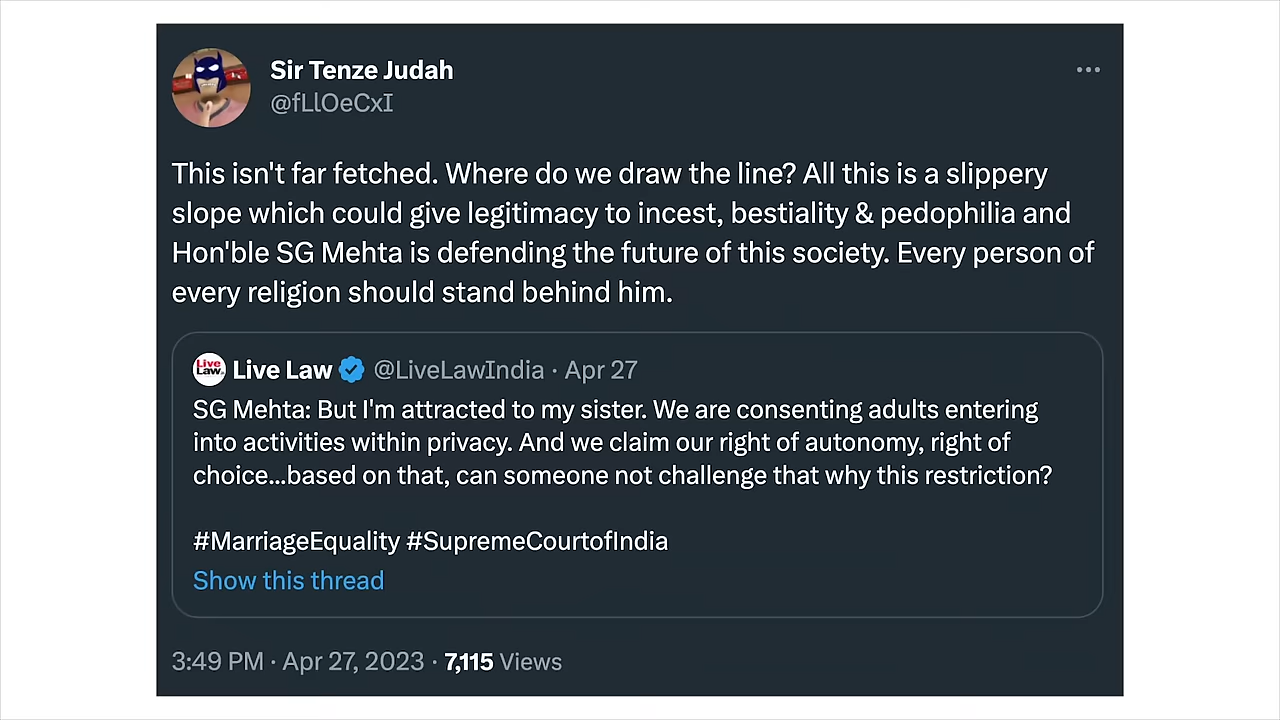 Sir Tenze Judah
@fLlOeCxI
This isn't far fetched. Where do we draw the line? All this is a slippery
slope which could give legitimacy to incest, bestiality & pedophilia and
Hon'ble SG Mehta is defending the future of this society. Every person of
every religion should stand behind him.
Live Law.
Live Law @LiveLawIndia · Apr 27
SG Mehta: But I'm attracted to my sister. We are consenting adults entering
into activities within privacy. And we claim our right of autonomy, right of
choice...based on that, can someone not challenge that why this restriction?
#MarriageEquality #SupremeCourtofIndia
Show this thread
3:49 PM · Apr 27, 2023 · 7,115 Views